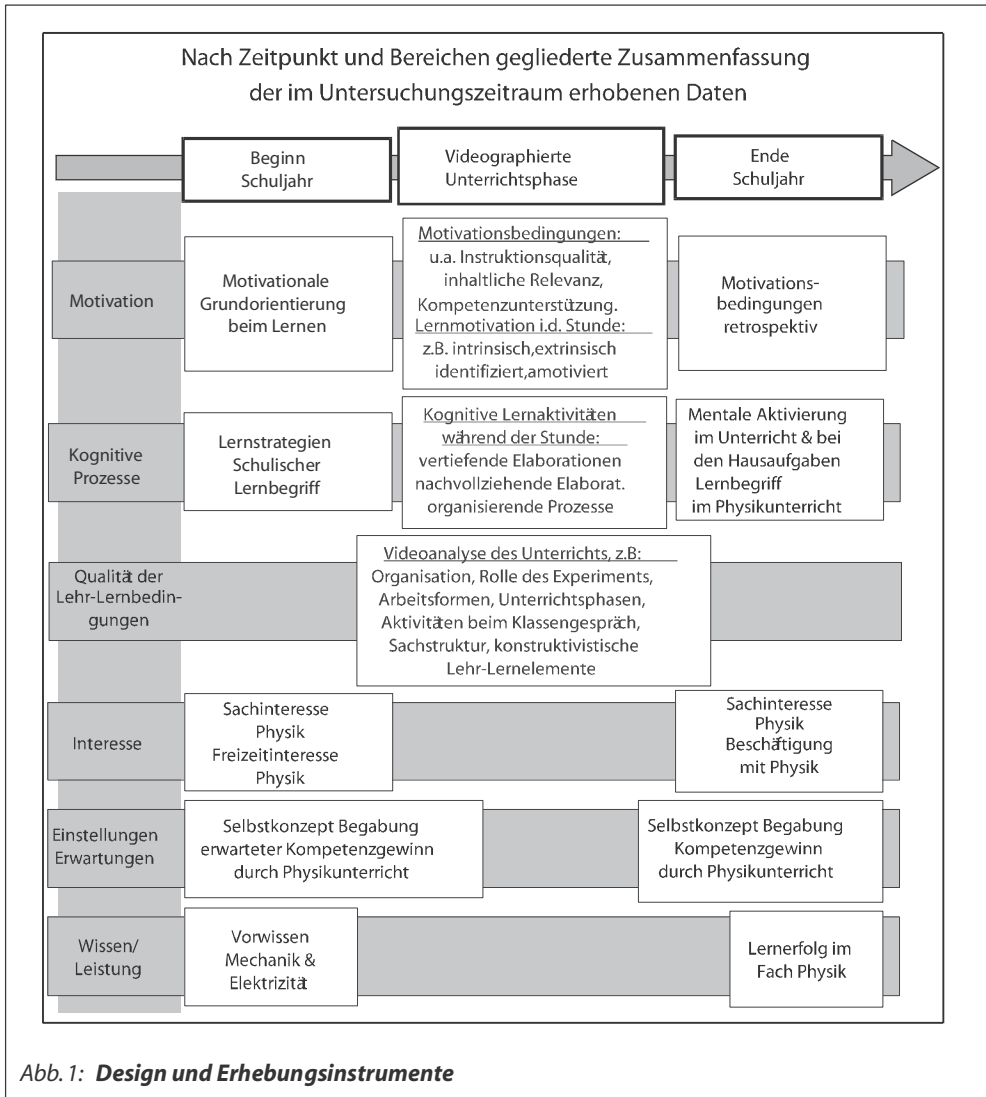 Nach Zeitpunkt und Bereichen gegliederte Zusammenfassung
der im Untersuchungszeitraum erhobenen Daten
Beginn
Schuljahr
Videographierte
Unterrichtsphase
Ende
Schuljahr
Motivation
Motivationale
Grundorientierung
beim Lernen
Motivationsbedingungen:
u.a. Instruktionsqualität,
inhaltliche Relevanz,
Kompetenzunterstützung.
Lernmotivation i.d. Stunde:
z.B. intrinsisch,extrinsisch
identifiziert,amotiviert
Motivations-
bedingungen
retrospektiv
Kognitive
Prozesse
Lernstrategien
Schulischer
Lernbegriff
Kognitive Lernaktivitäten
während der Stunde:
vertiefende Elaborationen
nachvollziehende Elaborat.
organisierende Prozesse
Mentale Aktivierung
im Unterricht & bei
den Hausaufgaben
Lernbegriff
im Physikunterricht
Qualität der
Lehr-Lernbedin-
gungen
Videoanalyse des Unterrichts, z.B:
Organisation, Rolle des Experiments,
Arbeitsformen, Unterrichtsphasen,
Aktivitäten beim Klassengespräch,
Sachstruktur, konstruktivistische
Lehr-Lernelemente
Interesse
Sachinteresse
Physik
Freizeitinteresse
Physik
Sachinteresse
Physik
Beschäftigung
mit Physik
Einstellungen
Erwartungen
Selbstkonzept Begabung
erwarteter Kompetenzgewinn
durch Physikunterricht
Selbstkonzept Begabung
Kompetenzgewinn
durch Physikunterricht
Wissen/
Leistung
Vorwissen
Mechanik &
Elektrizität
Lernerfolg im
Fach Physik
Abb. 1: Design und Erhebungsinstrumente